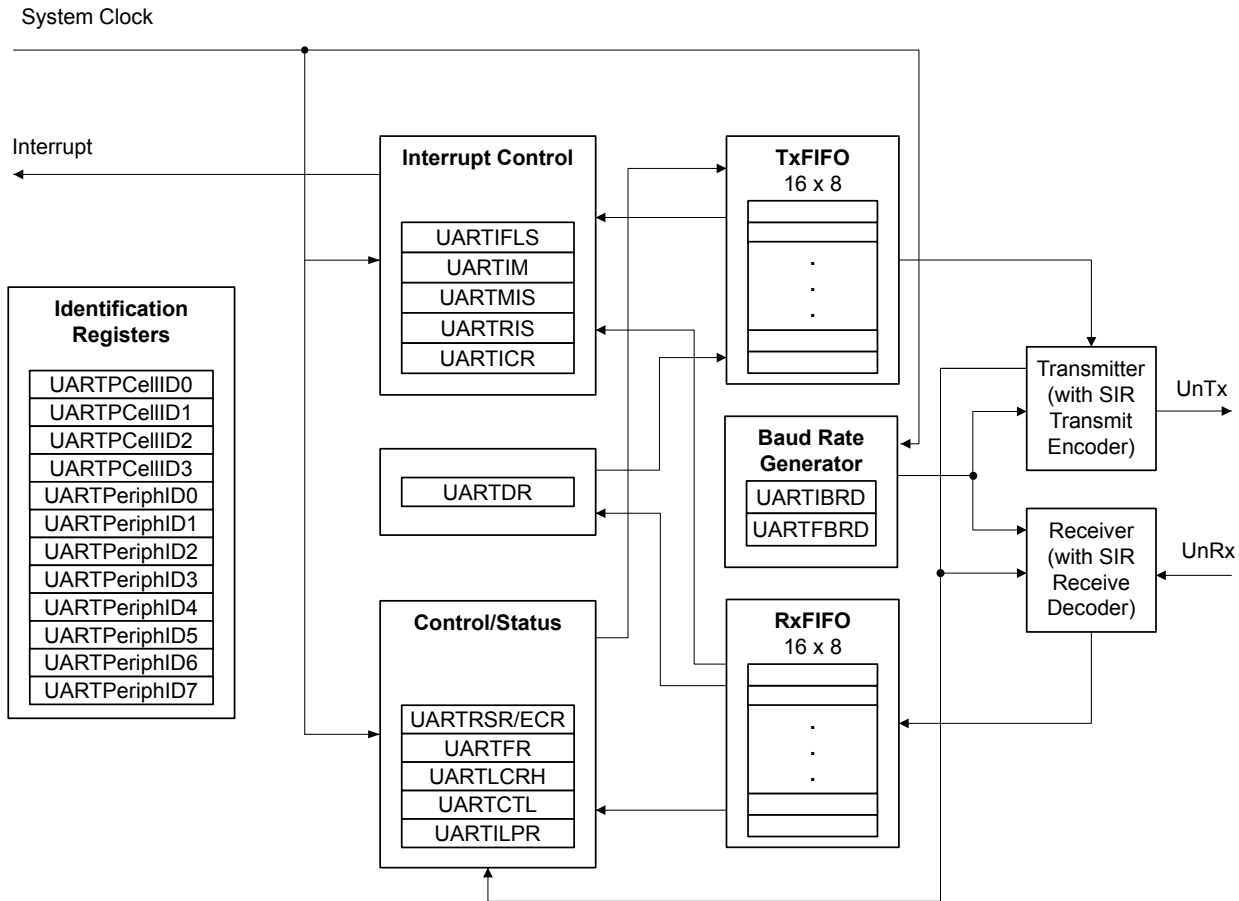 System Clock
Interrupt
Identification
Registers
UARTPCellID0
UARTPCellID1
UARTPCellID2
UARTPCellID3
UARTPeriphID0
UARTPeriphID1
UARTPeriphID2
UARTPeriphID3
UARTPeriphID4
UARTPeriphID5
UARTPeriphID6
UARTPeriphID7
Interrupt Control
UARTIFLS
UARTIM
UARTMIS
UARTRIS
UARTICR
UARTDR
Control/Status
UARTRSR/ECR
UARTFR
UARTLCRH
UARTCTL
UARTILPR
TxFIFO
16 x 8
.
.
.
Baud Rate
Generator
UARTIBRD
UARTFBRD
RxFIFO
16 x 8
.
.
.
Transmitter
(with SIR
Transmit
Encoder)
UnTx
Receiver
(with SIR
Receive
Decoder)
UnRx